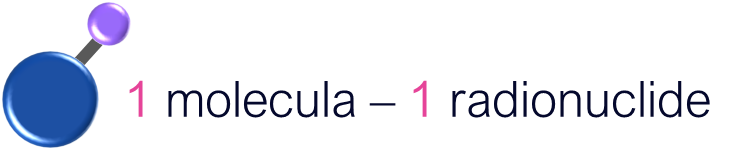 1 molecula – 1 radionuclide